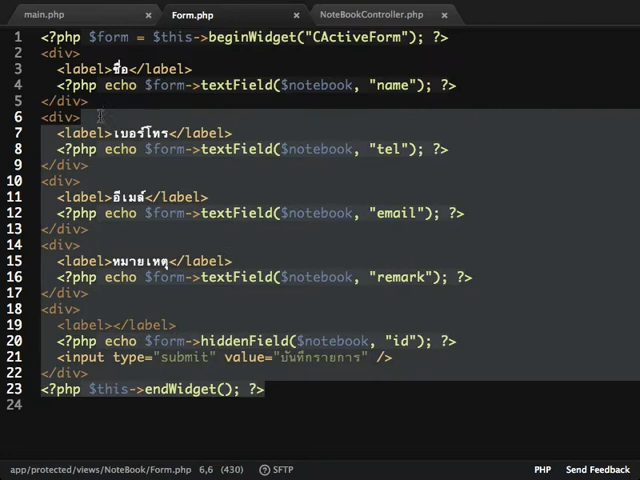 main.php Form.php NoteBookController.php
1 <?php $form = $this->beginWidget("CActiveForm"); ?>
2 <div>
3 <label>ชื่อ</label>
4 <?php echo $form->textField($notebook, "name"); ?>
5 </div>
6 <div>
7 <label>เบอร์โทร</label>
8 <?php echo $form->textField($notebook, "tel"); ?>
9 </div>
10 <div>
11 <label>อีเมล์</label>
12 <?php echo $form->textField($notebook, "email"); ?>
13 </div>
14 <div>
15 <label>หมายเหตุ</label>
16 <?php echo $form->textField($notebook, "remark"); ?>
17 </div>
18 <div>
19 <label></label>
20 <?php echo $form->hiddenField($notebook, "id"); ?>
21 <input type="submit" value="บันทึกรายการ" />
22 </div>
23 <?php $this->endWidget(); ?>
24
app/protected/views/NoteBook/Form.php 6,6 (430) SFTP PHP Send Feedback